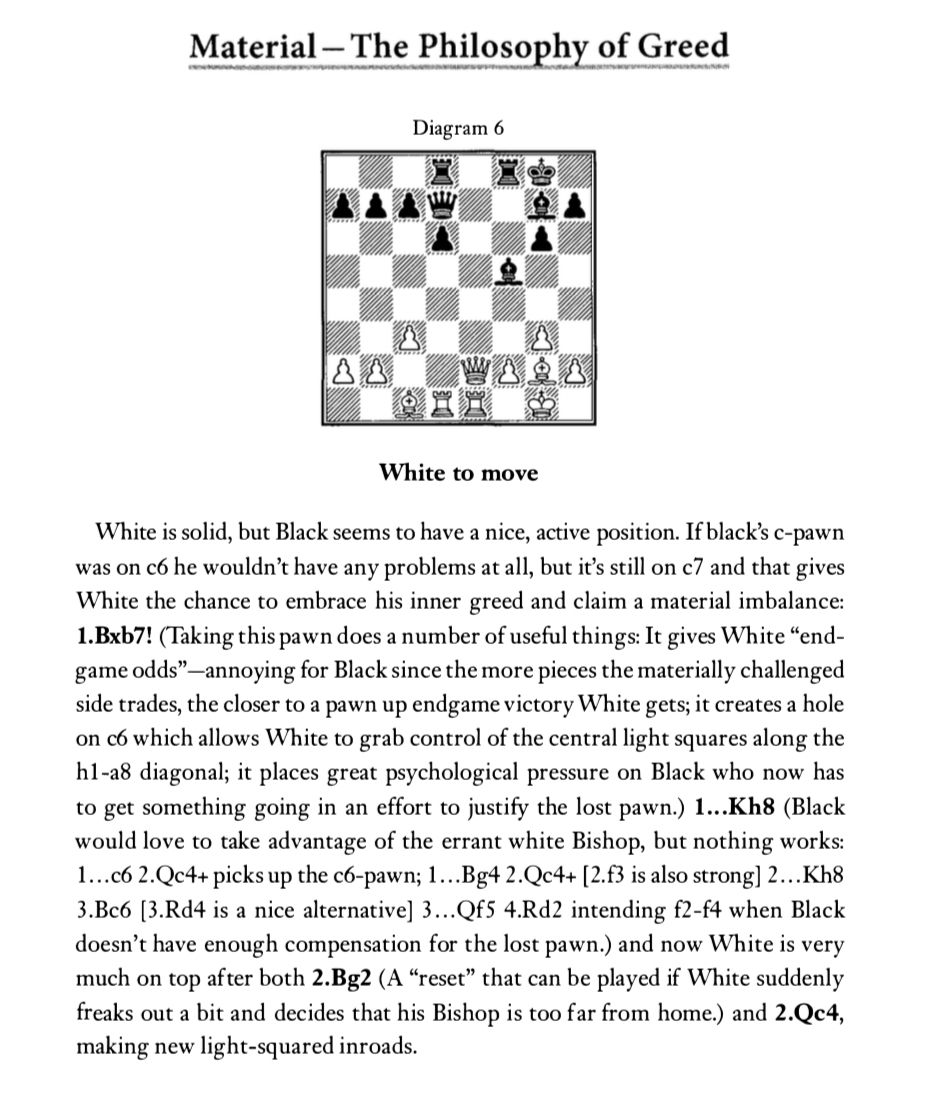 Material – The Philosophy of Greed
Diagram 6
White to move
White is solid, but Black seems to have a nice, active position. If black’s c-pawn
was on c6 he wouldn’t have any problems at all, but it’s still on c7 and that gives
White the chance to embrace his inner greed and claim a material imbalance:
1.Bxb7! (Taking this pawn does a number of useful things: It gives White “end-
game odds”—annoying for Black since the more pieces the materially challenged
side trades, the closer to a pawn up endgame victory White gets; it creates a hole
on c6 which allows White to grab control of the central light squares along the
h1-a8 diagonal; it places great psychological pressure on Black who now has
to get something going in an effort to justify the lost pawn.) 1...Kh8 (Black
would love to take advantage of the errant white Bishop, but nothing works:
1...c6 2.Qc4+ picks up the c6-pawn; 1...Bg4 2.Qc4+ [2.f3 is also strong] 2...Kh8
3.Bc6 [3.Rd4 is a nice alternative] 3...Qf5 4.Rd2 intending f2-f4 when Black
doesn’t have enough compensation for the lost pawn.) and now White is very
much on top after both 2.Bg2 (A “reset” that can be played if White suddenly
freaks out a bit and decides that his Bishop is too far from home.) and 2.Qc4,
making new light-squared inroads.